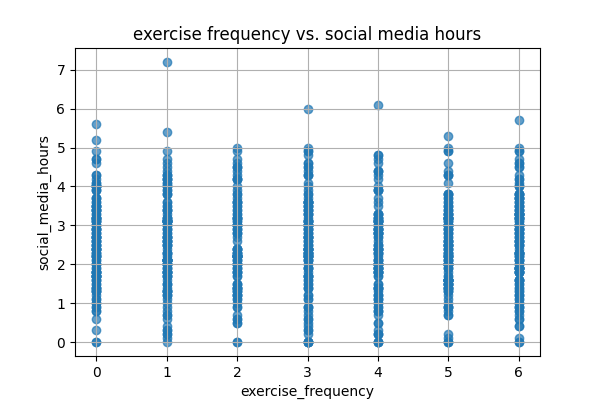 exercise frequency vs. social media hours
7
6
5
4
3
2
1
0
social_media_hours
0 1 2 3 4 5 6
exercise_frequency